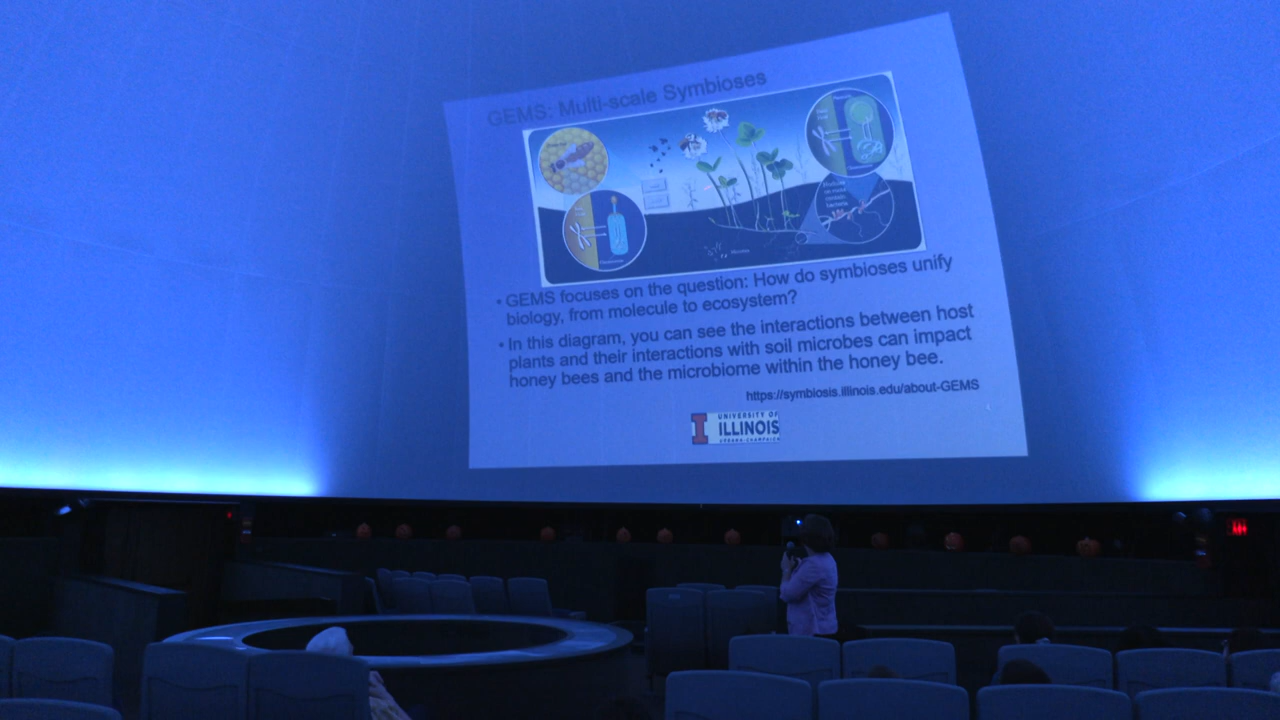 GEMS: Multi-scale Symbioses
• GEMS focuses on the question: How do symbioses unify
biology, from molecule to ecosystem?
• In this diagram, you can see the interactions between host
plants and their interactions with soil microbes can impact
honey bees and the microbiome within the honey bee.
https://symbiosis.illinois.edu/about-GEMS
I
UNIVERSITY OF
ILLINOIS
URBANA-CHAMPAIGN